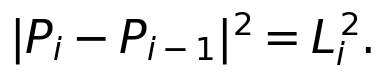 |P_i − P_{i−1}|² = L_i².